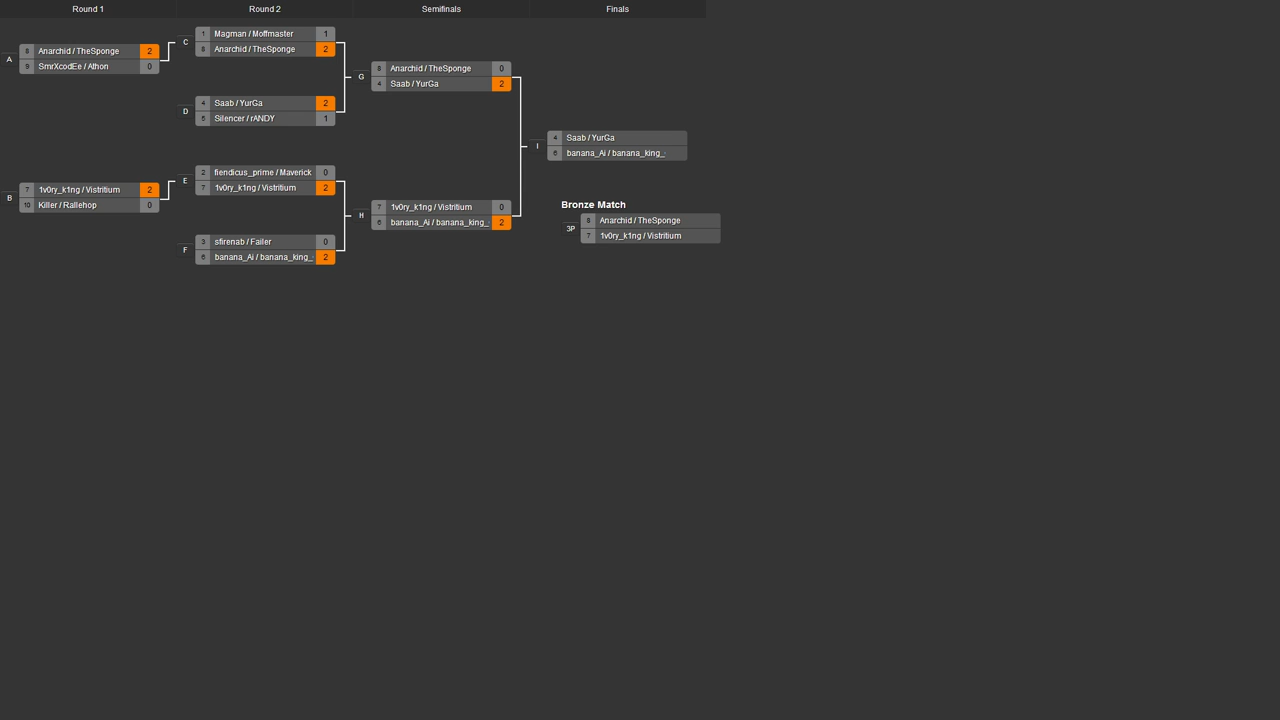 Round 1
Round 2
Semifinals
Finals
A
8 Anarchid / TheSponge 2
9 SmrXcodEe / Athon 0
B
7 1v0ry_k1ng / Vistritium 2
10 Killer / Rallehop 0
C
1 Magman / Moffmaster 1
8 Anarchid / TheSponge 2
D
4 Saab / YurGa 2
5 Silencer / rANDY 1
E
2 fiendicus_prime / Maverick 0
7 1v0ry_k1ng / Vistritium 2
F
3 sfirenab / Failer 0
6 banana_Ai / banana_king_ 2
G
8 Anarchid / TheSponge 0
4 Saab / YurGa 2
H
7 1v0ry_k1ng / Vistritium 0
6 banana_Ai / banana_king_ 2
I
4 Saab / YurGa
6 banana_Ai / banana_king_
Bronze Match
3P
8 Anarchid / TheSponge
7 1v0ry_k1ng / Vistritium